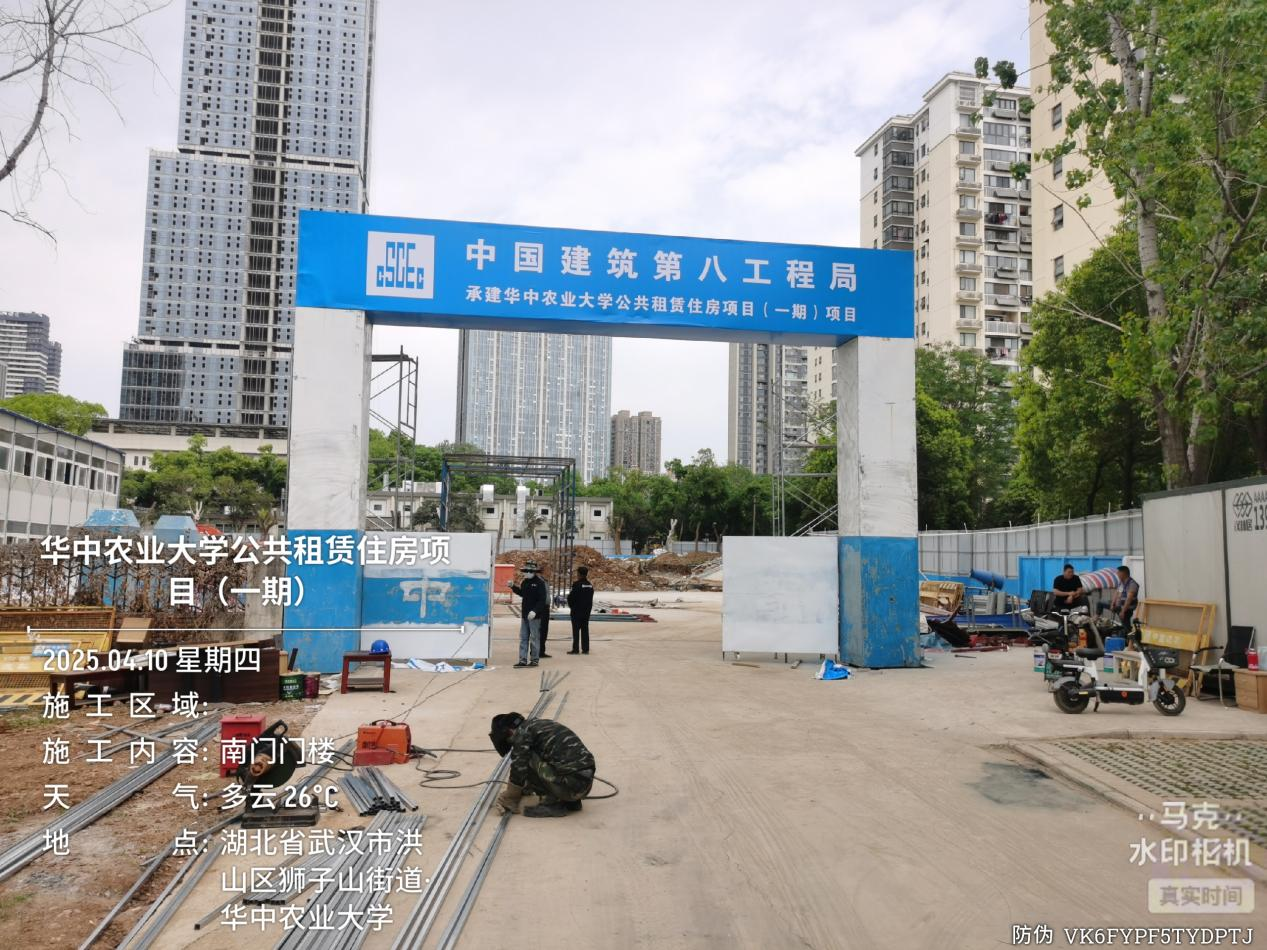 CSCEC
中国建筑第八工程局
承建华中农业大学公共租赁住房项目（一期）项目
华中农业大学公共租赁住房项
目（一期）
2025.04.10 星期四
施工区域:
施工内容: 南门门楼
天气: 多云 26℃
地点: 湖北省武汉市洪
山区狮子山街道·
华中农业大学
马克
水印相机
真实时间
防伪 VK6FYPF5TYDPTJ